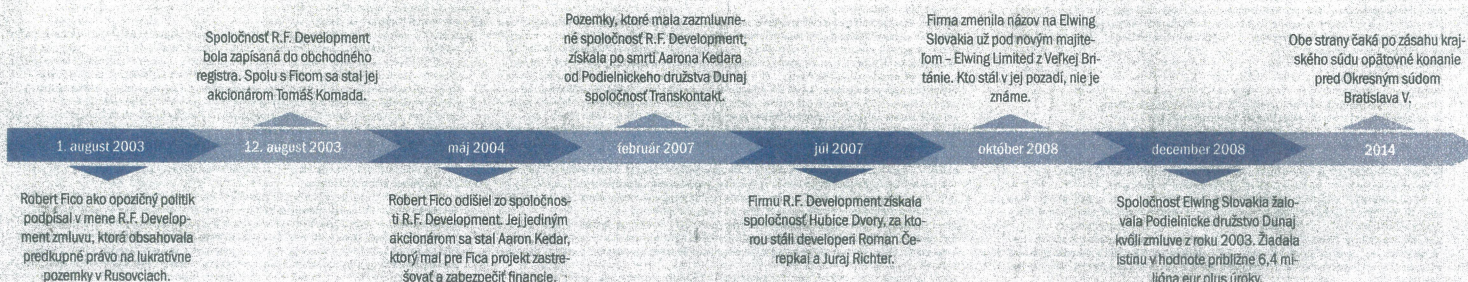 1. august 2003
Robert Fico ako opozičný politik
podpísal v mene R.F. Develop-
ment zmluvu, ktorá obsahovala
predkupné právo na lukratívne
pozemky v Rusovciach.
Spoločnosť R.F. Development
bola zapísaná do obchodného
registra. Spolu s Ficom sa stal jej
akcionárom Tomáš Komada.
12. august 2003
máj 2004
Robert Fico odišiel zo spoločnos-
ti R.F. Development. Jej jediným
akcionárom sa stal Aaron Kedar,
ktorý mal pre Fica projekt zastre-
šovať a zabezpečiť financie.
Pozemky, ktoré mala zazmluvne-
né spoločnosť R.F. Development,
získala po smrti Aarona Kedara
od Podielnickeho družstva Dunaj
spoločnosť Transkontakt.
február 2007
júl 2007
Firmu R.F. Development získala
spoločnosť Hubice Dvory, za kto-
rou stáli developeri Roman Če-
repkai a Juraj Richter.
Firma zmenila názov na Elwing
Slovakia už pod novým majite-
ľom – Elwing Limited z Veľkej Bri-
tánie. Kto stál v jej pozadí, nie je
známe.
október 2008
december 2008
Spoločnosť Elwing Slovakia žalo-
vala Podielnicke družstvo Dunaj
kvôli zmluve z roku 2003. Žiadala
istinu v hodnote približne 6,4 mi-
lióna eur plus úroky.
Obe strany čaká po zásahu kraj-
ského súdu opätovné konanie
pred Okresným súdom
Bratislava V.
2014